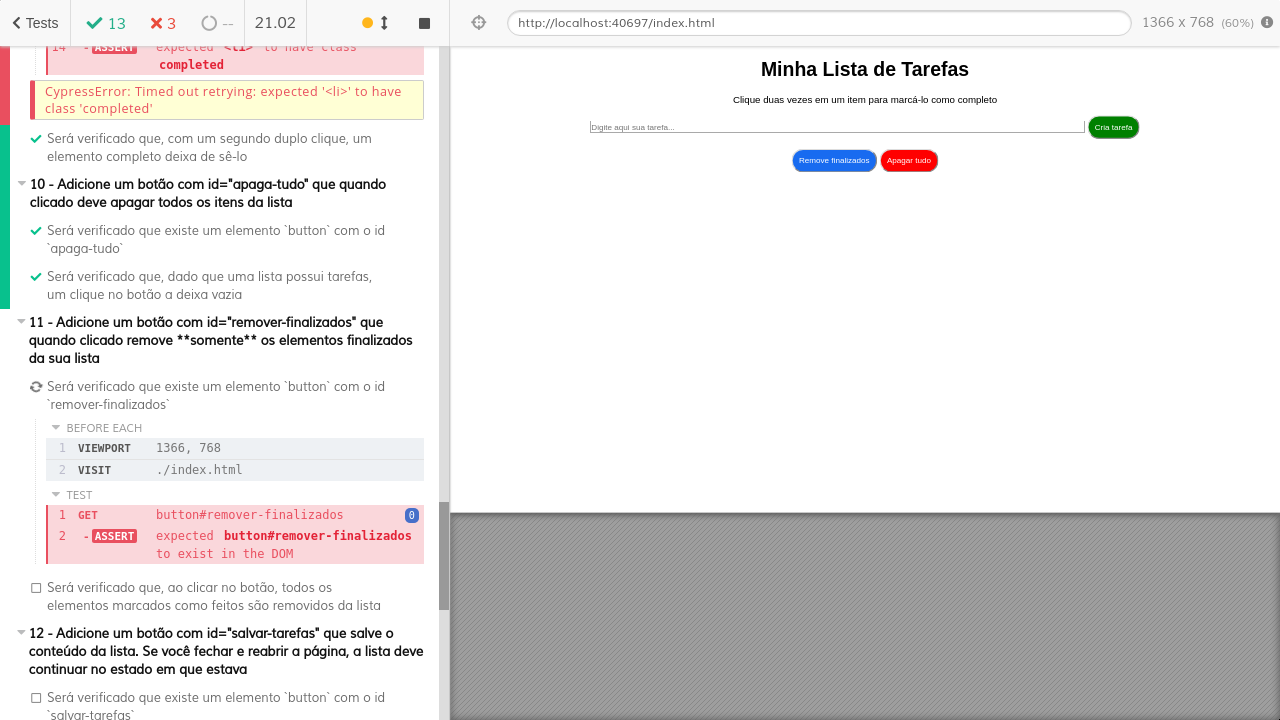 Tests
13
3
--
21.02
http://localhost:40697/index.html
1366 x 768 (60%)
14 - ASSERT expected <li> to have class
completed
CypressError: Timed out retrying: expected '<li>' to have
class 'completed'
Será verificado que, com um segundo duplo clique, um
elemento completo deixa de sê-lo
10 - Adicione um botão com id="apaga-tudo" que quando
clicado deve apagar todos os itens da lista
Será verificado que existe um elemento `button` com o id
`apaga-tudo`
Será verificado que, dado que uma lista possui tarefas,
um clique no botão a deixa vazia
11 - Adicione um botão com id="remover-finalizados" que
quando clicado remove **somente** os elementos finalizados
da sua lista
Será verificado que existe um elemento `button` com o id
`remover-finalizados`
BEFORE EACH
1 VIEWPORT 1366, 768
2 VISIT ./index.html
TEST
1 GET button#remover-finalizados 0
2 - ASSERT expected button#remover-finalizados
to exist in the DOM
Será verificado que, ao clicar no botão, todos os
elementos marcados como feitos são removidos da lista
12 - Adicione um botão com id="salvar-tarefas" que salve o
conteúdo da lista. Se você fechar e reabrir a página, a lista deve
continuar no estado em que estava
Será verificado que existe um elemento `button` com o id
`salvar-tarefas`
Minha Lista de Tarefas
Clique duas vezes em um item para marcá-lo como completo
Digite aqui sua tarefa...
Cria tarefa
Remove finalizados
Apagar tudo